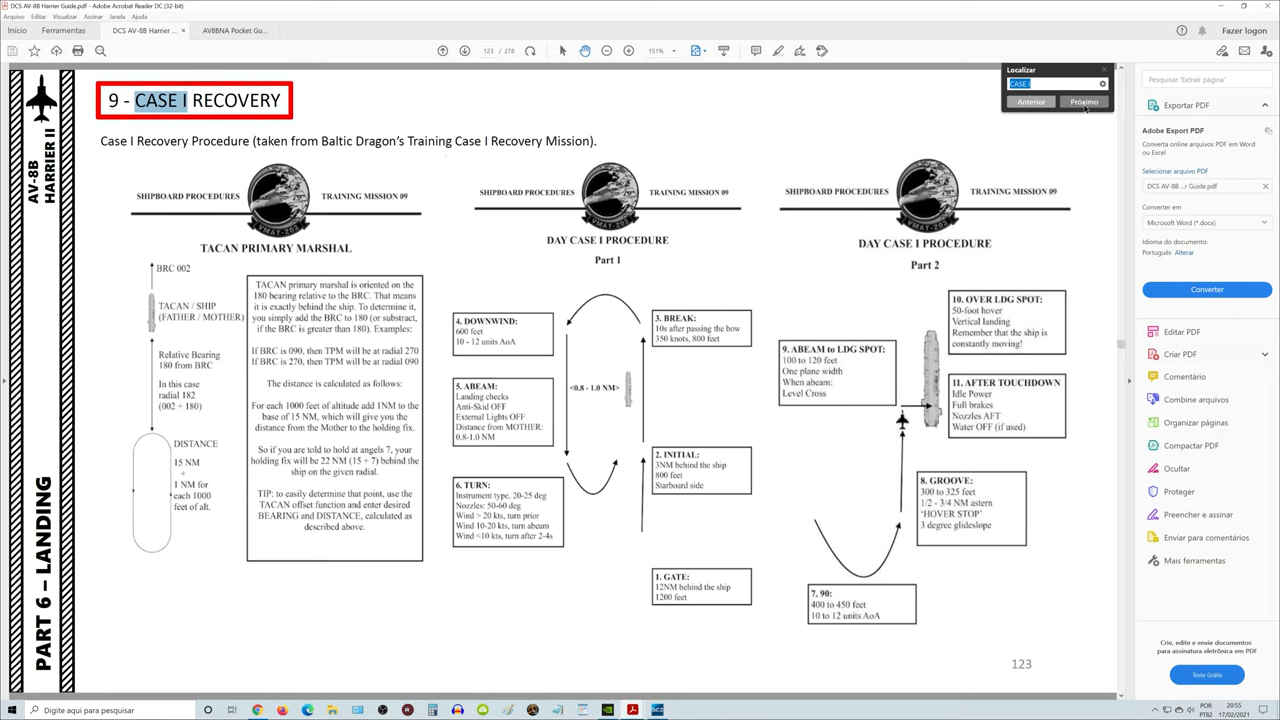 DCS AV-8B Harrier Guide.pdf - Adobe Acrobat Reader DC (32-bit)
Arquivo Editar Visualizar Assinar Janela Ajuda
Início Ferramentas DCS AV-8B Harrier ... × AV8BNA Pocket Gu... Fazer logon
123 / 278 151%
Localizar
CASE I
Anterior Próximo
AV-8B
HARRIER II
PART 6 – LANDING
9 - CASE I RECOVERY
Case I Recovery Procedure (taken from Baltic Dragon's Training Case I Recovery Mission).
SHIPBOARD PROCEDURES TRAINING MISSION 09
VMAT-203
TACAN PRIMARY MARSHAL
BRC 002
TACAN / SHIP
(FATHER / MOTHER)
Relative Bearing
180 from BRC
In this case
radial 182
(002 + 180)
DISTANCE
15 NM
+
1 NM for
each 1000
feet of alt.
TACAN primary marshal is oriented on the
180 bearing relative to the BRC. That means
it is exactly behind the ship. To determine it,
you simply add the BRC to 180 (or substract,
if the BRC is greater than 180). Examples:
If BRC is 090, then TPM will be at radial 270
If BRC is 270, then TPM will be at radial 090
The distance is calculated as follows:
For each 1000 feet of altitude add 1NM to the
base of 15 NM, which will give you the
distance from the Mother to the holding fix.
So if you are told to hold at angels 7, your
holding fix will be 22 NM (15 + 7) behind the
ship on the given radial.
TIP: to easily determine that point, use the
TACAN offset function and enter desired
BEARING and DISTANCE, calculated as
described above.
SHIPBOARD PROCEDURES TRAINING MISSION 09
VMAT-203
DAY CASE I PROCEDURE
Part 1
4. DOWNWIND:
600 feet
10 - 12 units AoA
3. BREAK:
10s after passing the bow
350 knots, 800 feet
5. ABEAM:
Landing checks
Anti-Skid OFF
External Lights OFF
Distance from MOTHER:
0.8-1.0 NM
<0.8 - 1.0 NM>
2. INITIAL:
3NM behind the ship
800 feet
Starboard side
6. TURN:
Instrument type, 20-25 deg
Nozzles: 50-60 deg
Wind > 20 kts, turn prior
Wind 10-20 kts, turn abeam
Wind <10 kts, turn after 2-4s
1. GATE:
12NM behind the ship
1200 feet
SHIPBOARD PROCEDURES TRAINING MISSION 09
VMAT-203
DAY CASE I PROCEDURE
Part 2
10. OVER LDG SPOT:
50-foot hover
Vertical landing
Remember that the ship is
constantly moving!
9. ABEAM to LDG SPOT:
100 to 120 feet
One plane width
When abeam:
Level Cross
11. AFTER TOUCHDOWN
Idle Power
Full brakes
Nozzles AFT
Water OFF (if used)
8. GROOVE:
300 to 325 feet
1/2 - 3/4 NM astern
'HOVER STOP'
3 degree glideslope
7. 90:
400 to 450 feet
10 to 12 units AoA
123
Pesquisar 'Extrair página'
Exportar PDF
Adobe Export PDF
Converta online arquivos PDF em Word
ou Excel
Selecionar arquivo PDF
DCS AV-8B ...r Guide.pdf ×
Converter em
Microsoft Word (*.docx)
Idioma do documento:
Português Alterar
Converter
Editar PDF
Criar PDF
Comentário
Combine arquivos
Organizar páginas
Compactar PDF
Ocultar
Proteger
Preencher e assinar
Enviar para comentários
Mais ferramentas
Crie, edite e envie documentos
para assinatura eletrônica em PDF
Teste Grátis
Digite aqui para pesquisar
POR 20:55
PTB2 17/02/2021